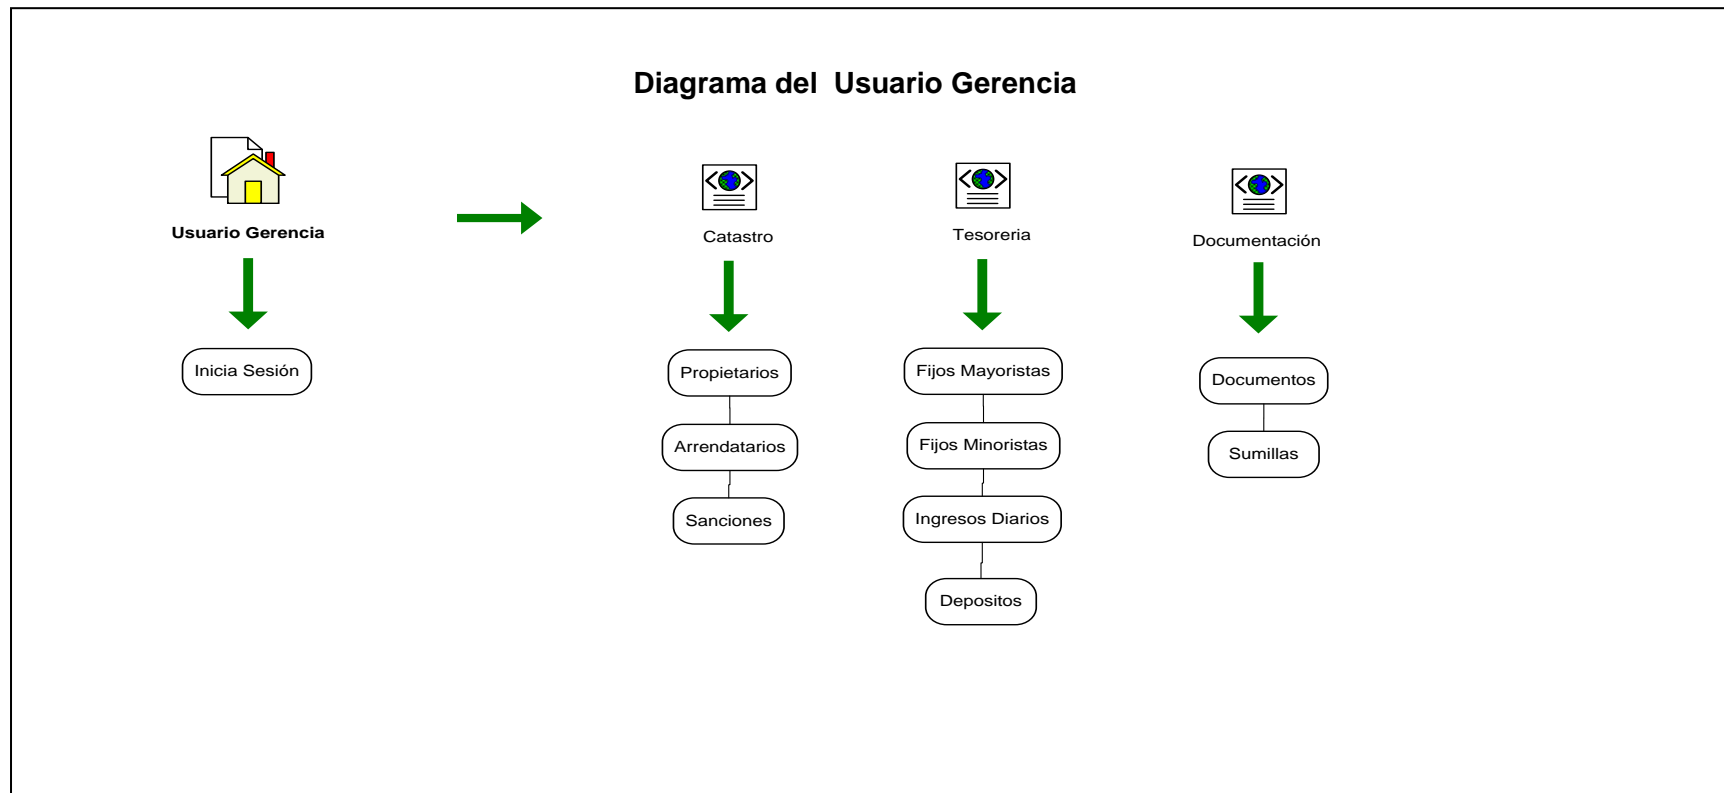 Diagrama del  Usuario Gerencia
Usuario Gerencia
Inicia Sesión
Catastro
Propietarios
Arrendatarios
Sanciones
Tesoreria
Fijos Mayoristas
Fijos Minoristas
Ingresos Diarios
Depositos
Documentación
Documentos
Sumillas